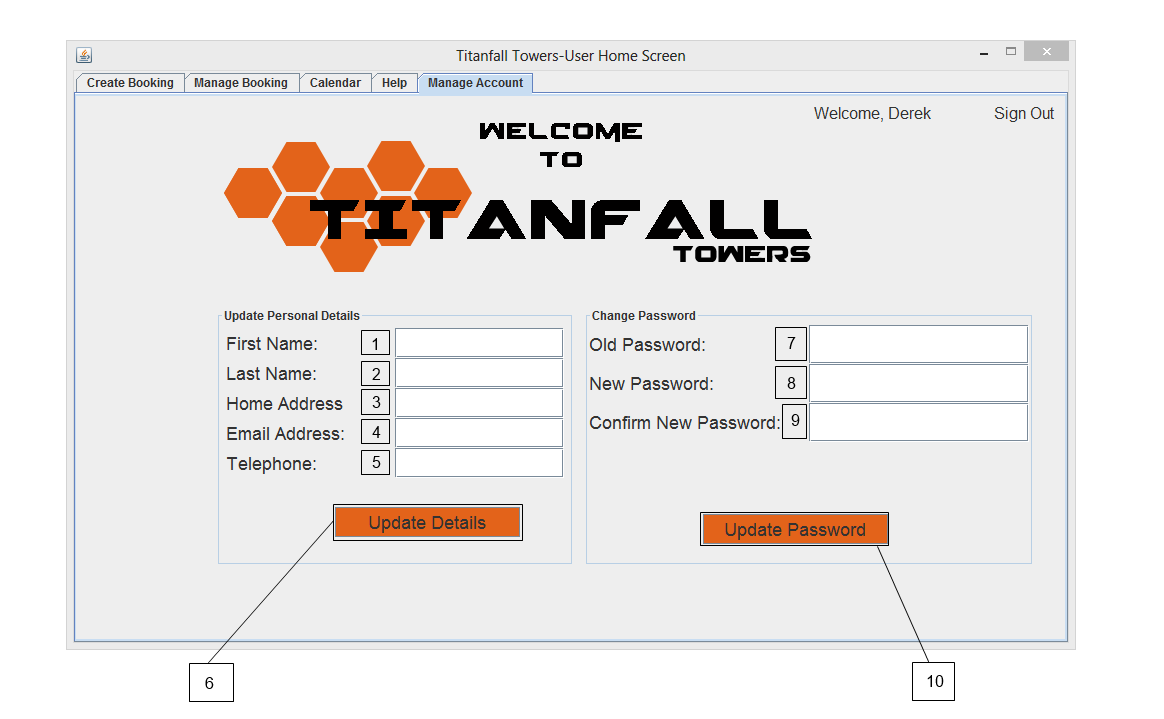 Titanfall Towers-User Home Screen
Create Booking Manage Booking Calendar Help Manage Account
Welcome, Derek Sign Out
WELCOME
TO
TITANFALL
TOWERS
Update Personal Details
First Name: 1
Last Name: 2
Home Address 3
Email Address: 4
Telephone: 5
Update Details
Change Password
Old Password: 7
New Password: 8
Confirm New Password: 9
Update Password
6
10